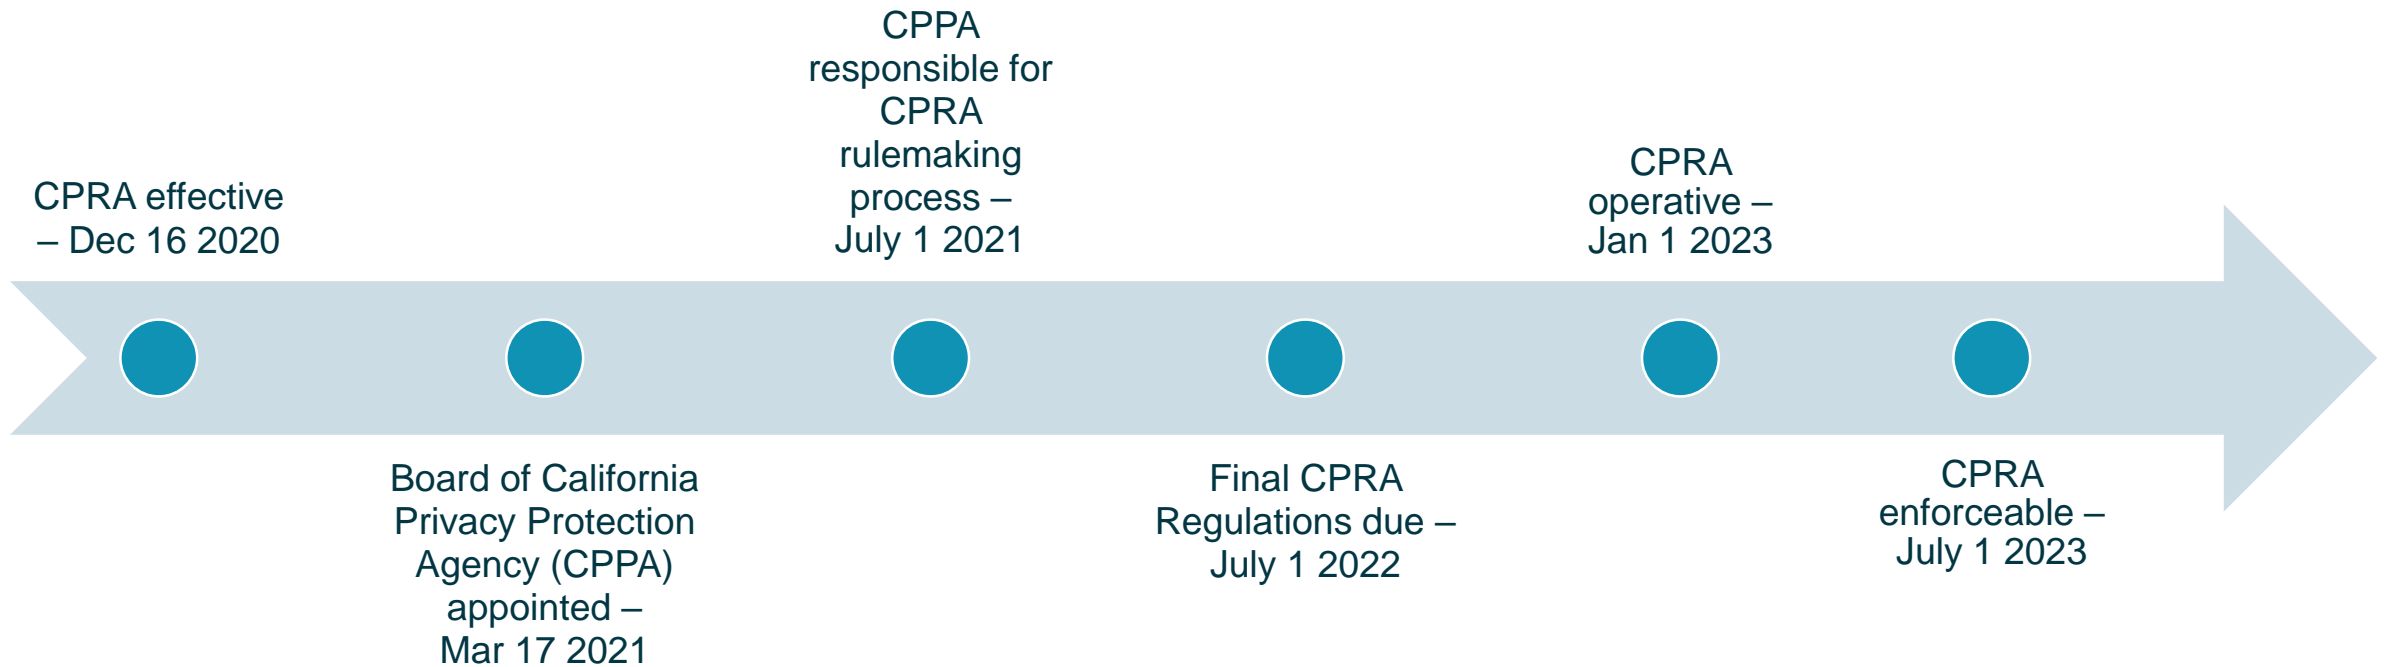 CPRA effective
– Dec 16 2020
Board of California
Privacy Protection
Agency (CPPA)
appointed –
Mar 17 2021
CPPA
responsible for
CPRA
rulemaking
process –
July 1 2021
Final CPRA
Regulations due –
July 1 2022
CPRA
operative –
Jan 1 2023
CPRA
enforceable –
July 1 2023